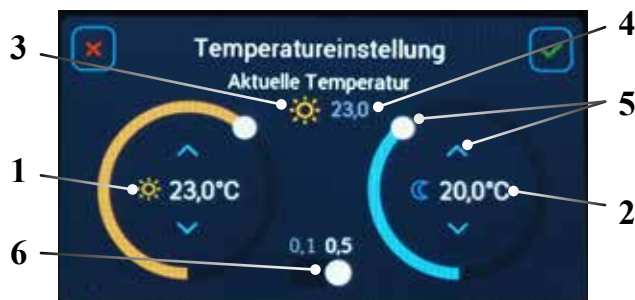 3
4
Temperatureinstellung
Aktuelle Temperatur
23,0
5
1
23,0°C
20,0°C
2
0,1 0,5
6